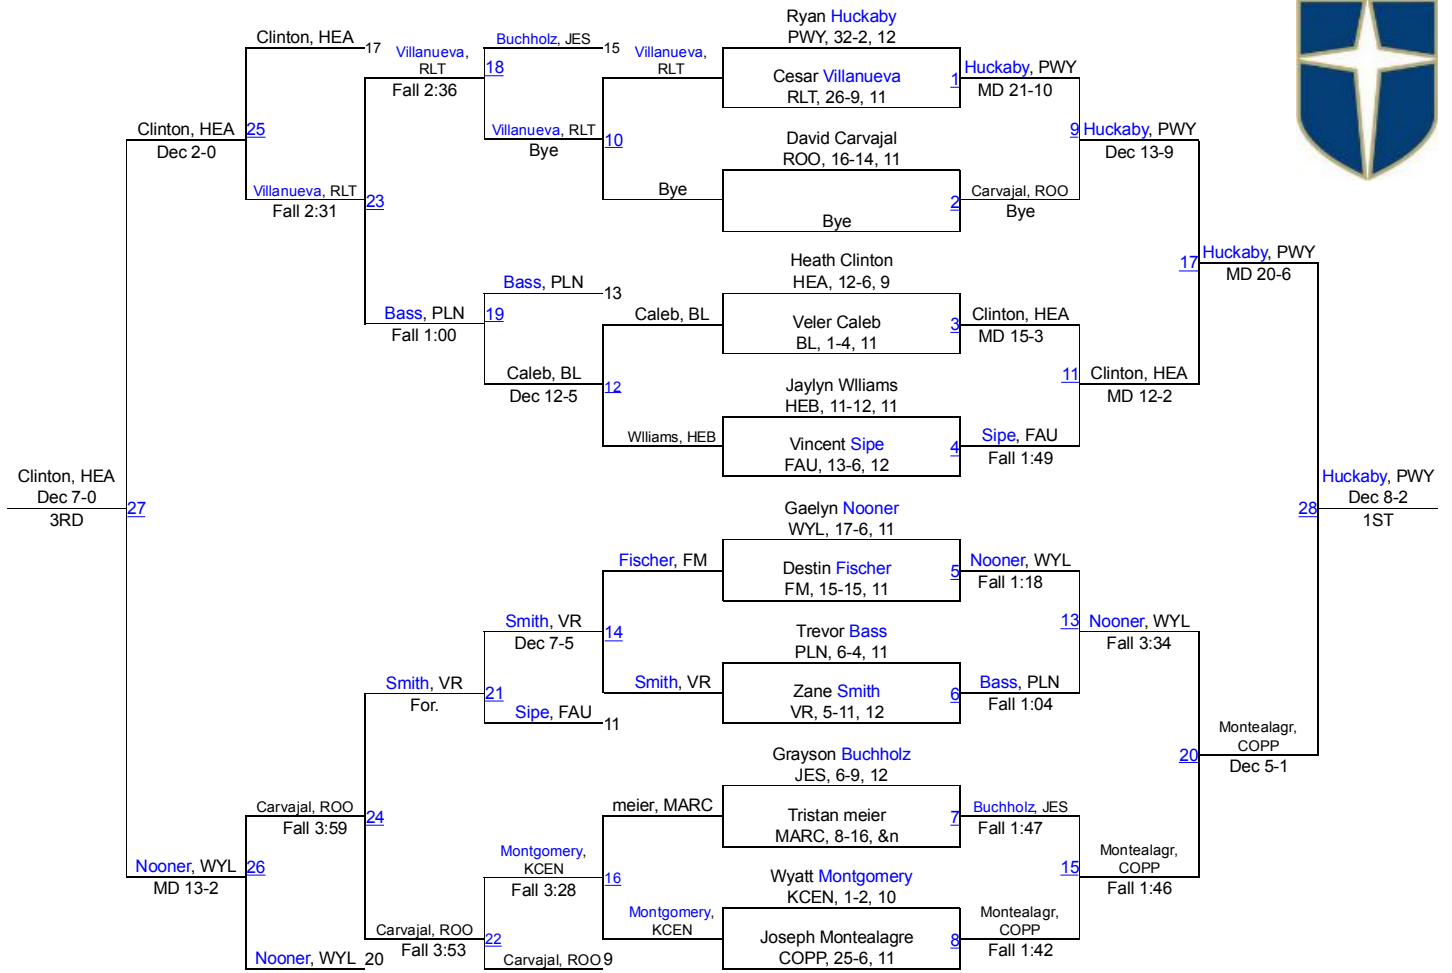 Ryan Huckaby
PWY, 32-2, 12
Cesar Villanueva
RLT, 26-9, 11
1
David Carvajal
ROO, 16-14, 11
Bye
2
Heath Clinton
HEA, 12-6, 9
Veler Caleb
BL, 1-4, 11
3
Jaylyn Wlliams
HEB, 11-12, 11
Vincent Sipe
FAU, 13-6, 12
4
Gaelyn Nooner
WYL, 17-6, 11
Destin Fischer
FM, 15-15, 11
5
Trevor Bass
PLN, 6-4, 11
Zane Smith
VR, 5-11, 12
6
Grayson Buchholz
JES, 6-9, 12
Tristan meier
MARC, 8-16, &n
7
Wyatt Montgomery
KCEN, 1-2, 10
Joseph Montealagre
COPP, 25-6, 11
8
Huckaby, PWY
MD 21-10
Carvajal, ROO
Bye
9
Clinton, HEA
MD 15-3
Sipe, FAU
Fall 1:49
11
Nooner, WYL
Fall 1:18
Bass, PLN
Fall 1:04
13
Buchholz, JES
Fall 1:47
Montealagr,
COPP
Fall 1:42
15
Huckaby, PWY
Dec 13-9
Clinton, HEA
MD 12-2
17
Nooner, WYL
Fall 3:34
Montealagr,
COPP
Fall 1:46
20
Huckaby, PWY
MD 20-6
Montealagr,
COPP
Dec 5-1
28
Huckaby, PWY
Dec 8-2
1ST
Villanueva,
RLT
Bye
10
Caleb, BL
Wlliams, HEB
12
Fischer, FM
Smith, VR
14
meier, MARC
Montgomery,
KCEN
16
Buchholz, JES
15
Villanueva, RLT
Bye
18
Bass, PLN
13
Caleb, BL
Dec 12-5
19
Smith, VR
Dec 7-5
Sipe, FAU
11
21
Montgomery,
KCEN
Fall 3:28
Carvajal, ROO
9
22
Villanueva,
RLT
Fall 2:36
Bass, PLN
Fall 1:00
23
Smith, VR
For.
Carvajal, ROO
Fall 3:53
24
Clinton, HEA
17
Villanueva, RLT
Fall 2:31
25
Carvajal, ROO
Fall 3:59
Nooner, WYL
20
26
Clinton, HEA
Dec 2-0
Nooner, WYL
MD 13-2
27
Clinton, HEA
Dec 7-0
3RD